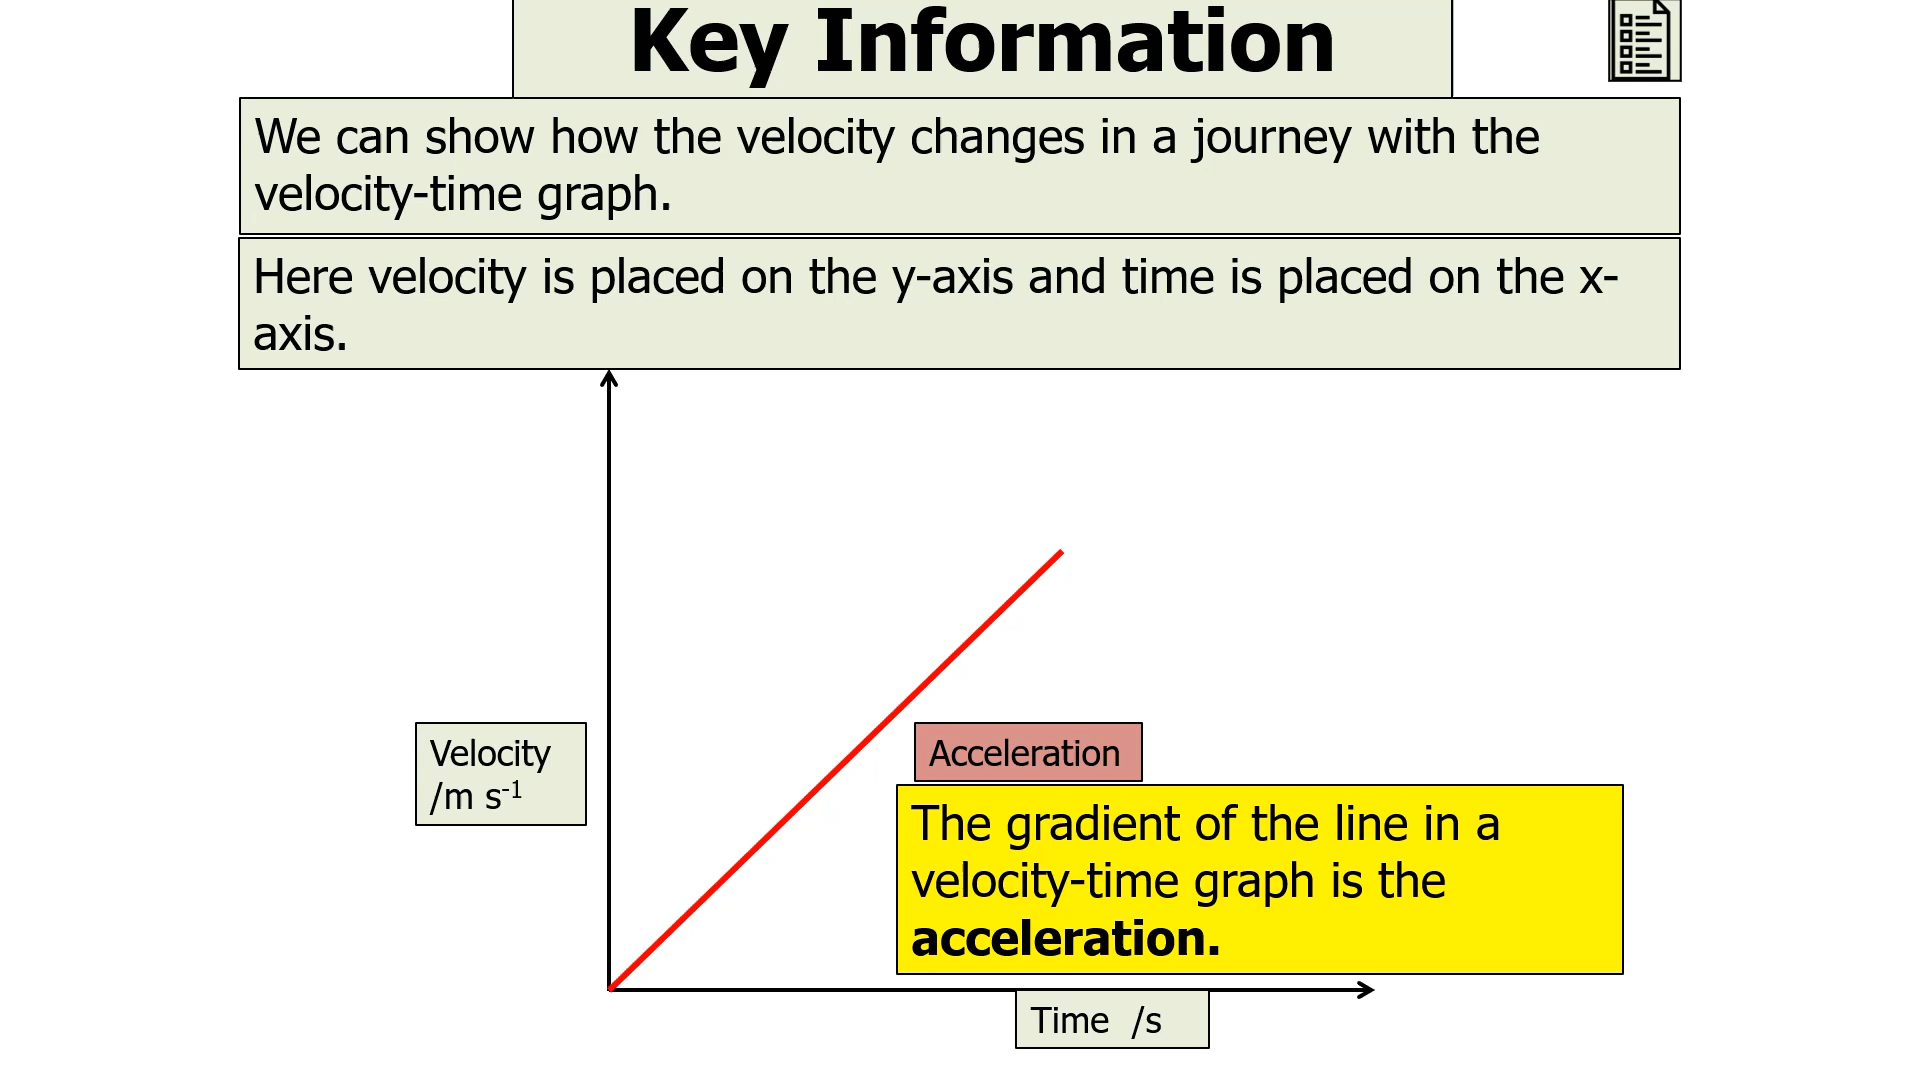 Key Information
We can show how the velocity changes in a journey with the
velocity-time graph.
Here velocity is placed on the y-axis and time is placed on the x-
axis.
Velocity
/m s⁻¹
Acceleration
The gradient of the line in a
velocity-time graph is the
acceleration.
Time /s